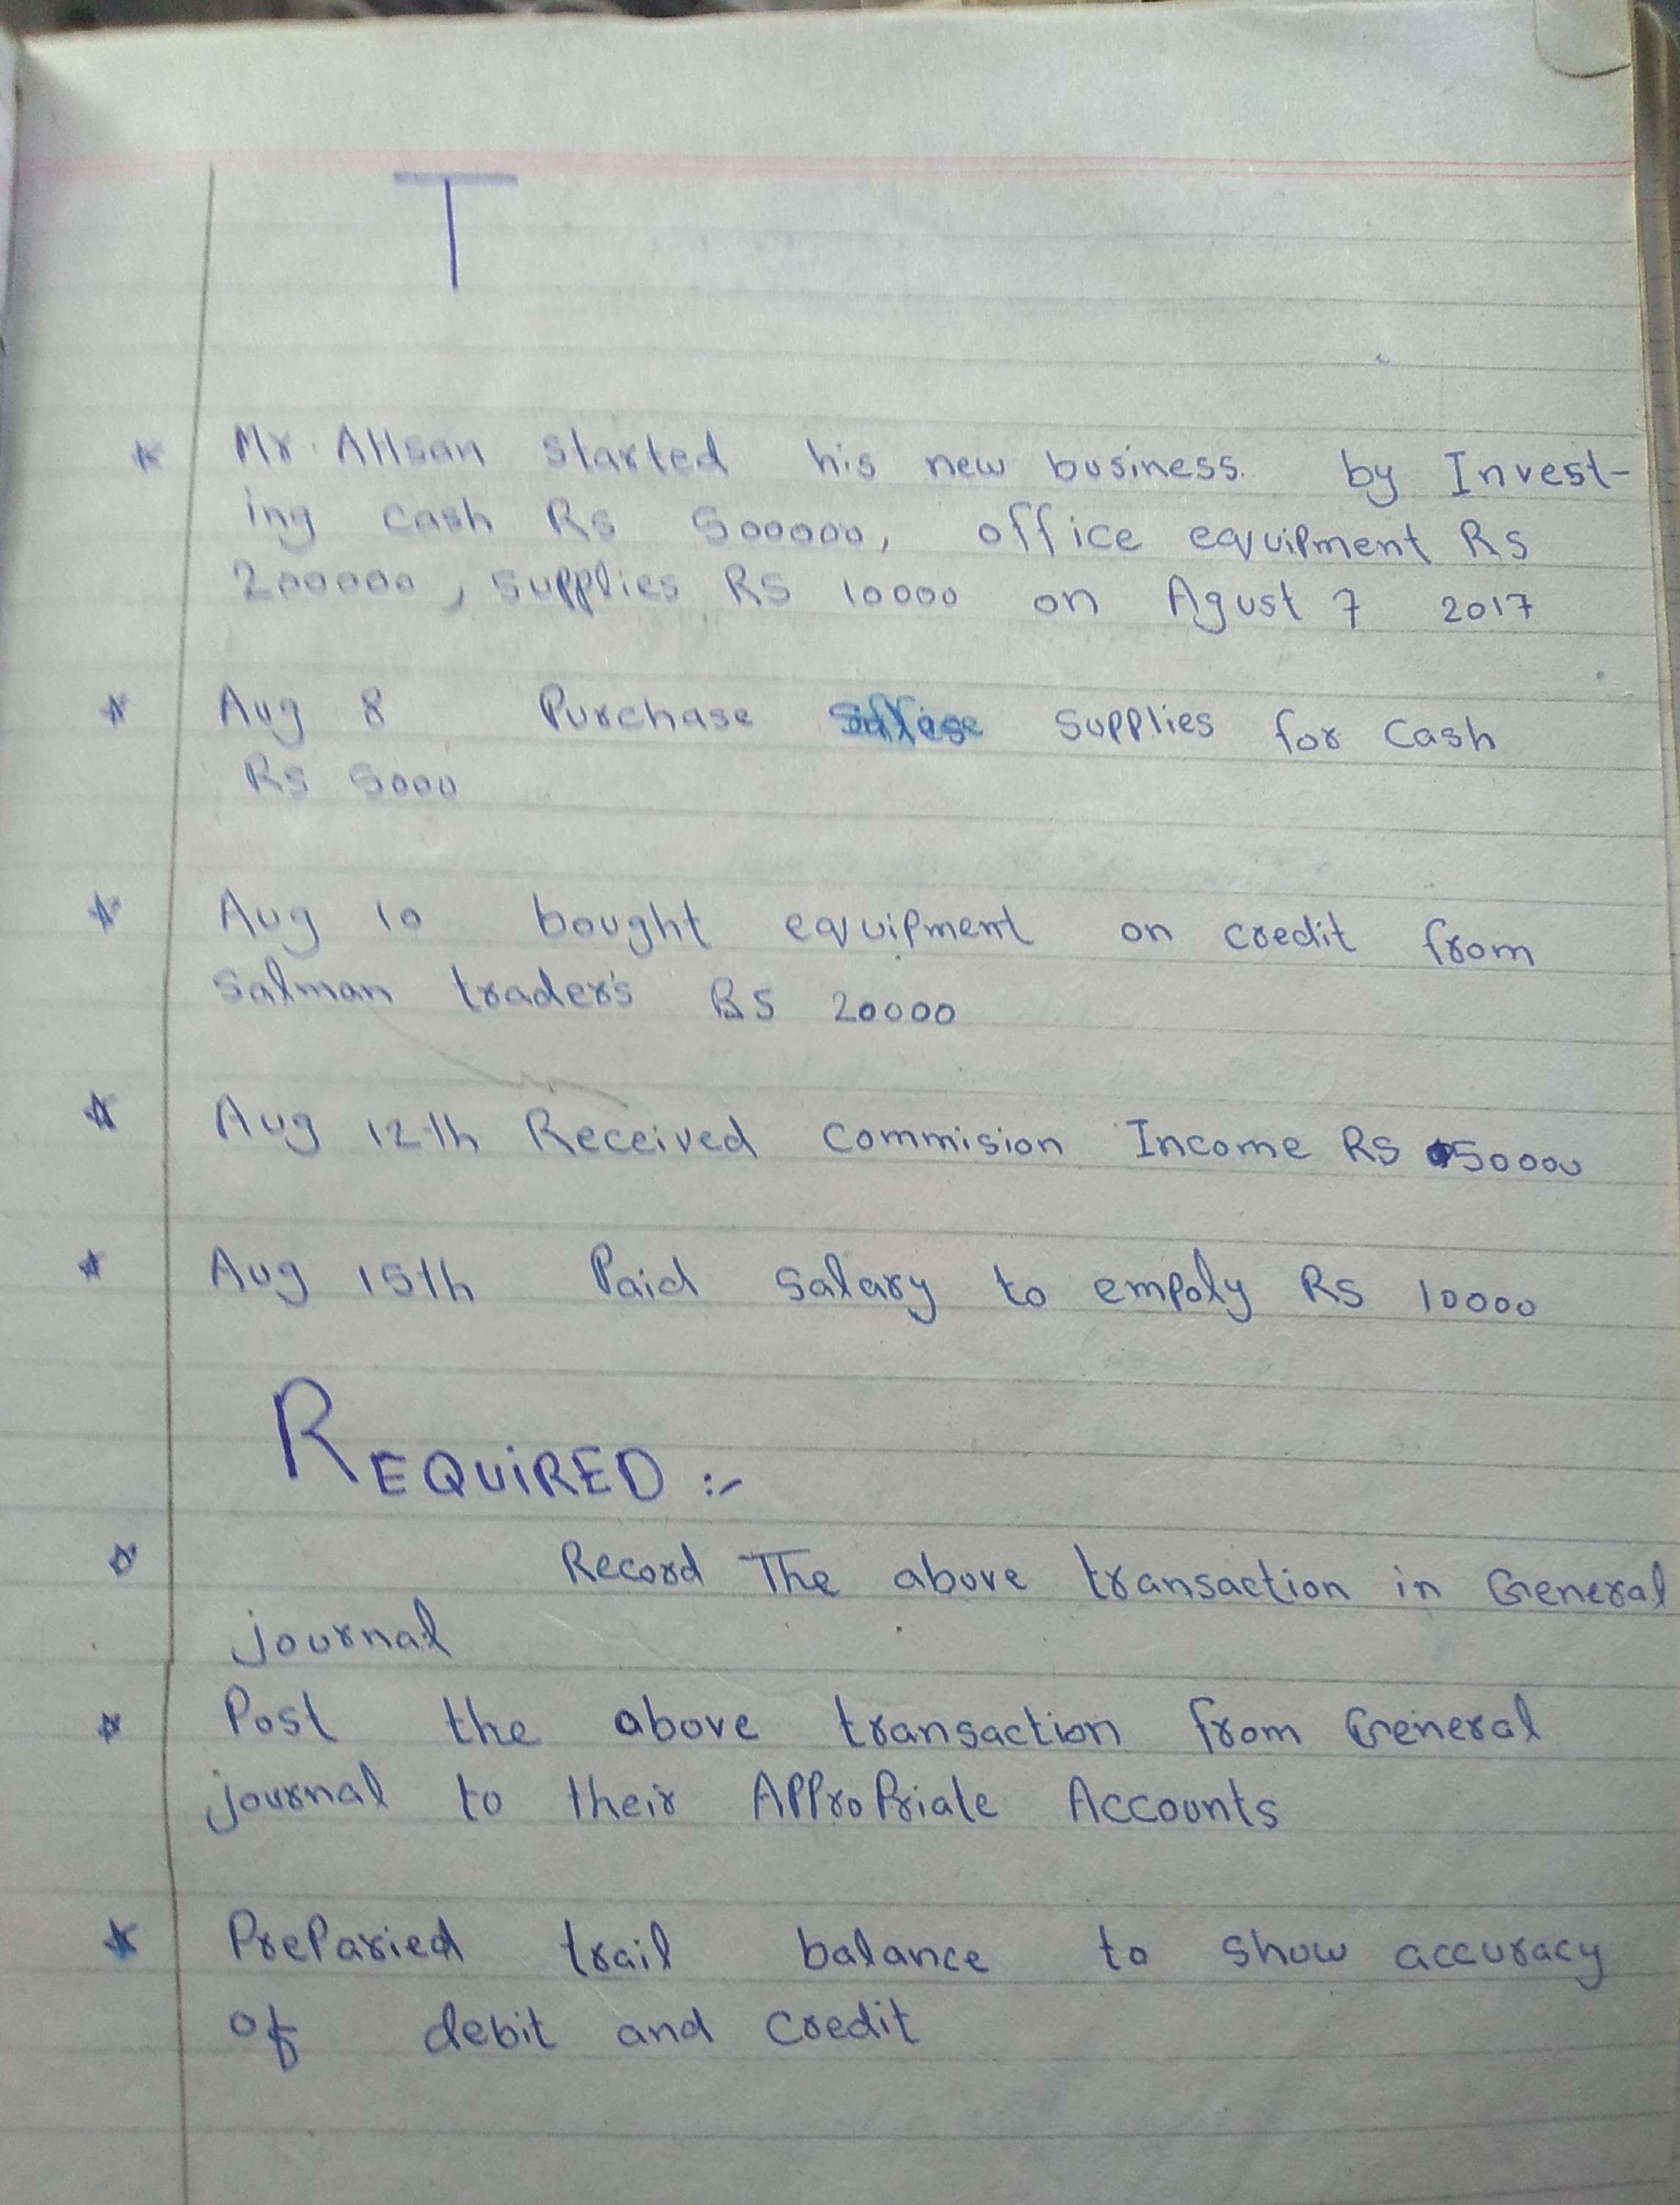 T
Mr. AHsan started his new business. by Invest-
ing cash Rs 500000, office equipment Rs
200000, supplies RS 10000 on Agust 7 2017
Aug 8 Purchase supplies for cash
Rs 5000
Aug 10 bought equipment on credit from
Salman trader's RS 20000
Aug 12th Received commision Income RS 50000
Aug 15th Paid salary to empoly RS 10000
REQUiRED :-
Record The above transaction in General
journal
Post the above transaction from General
journal to their APProPriate Accounts
PreParied trail balance to show accuracy
of debit and credit